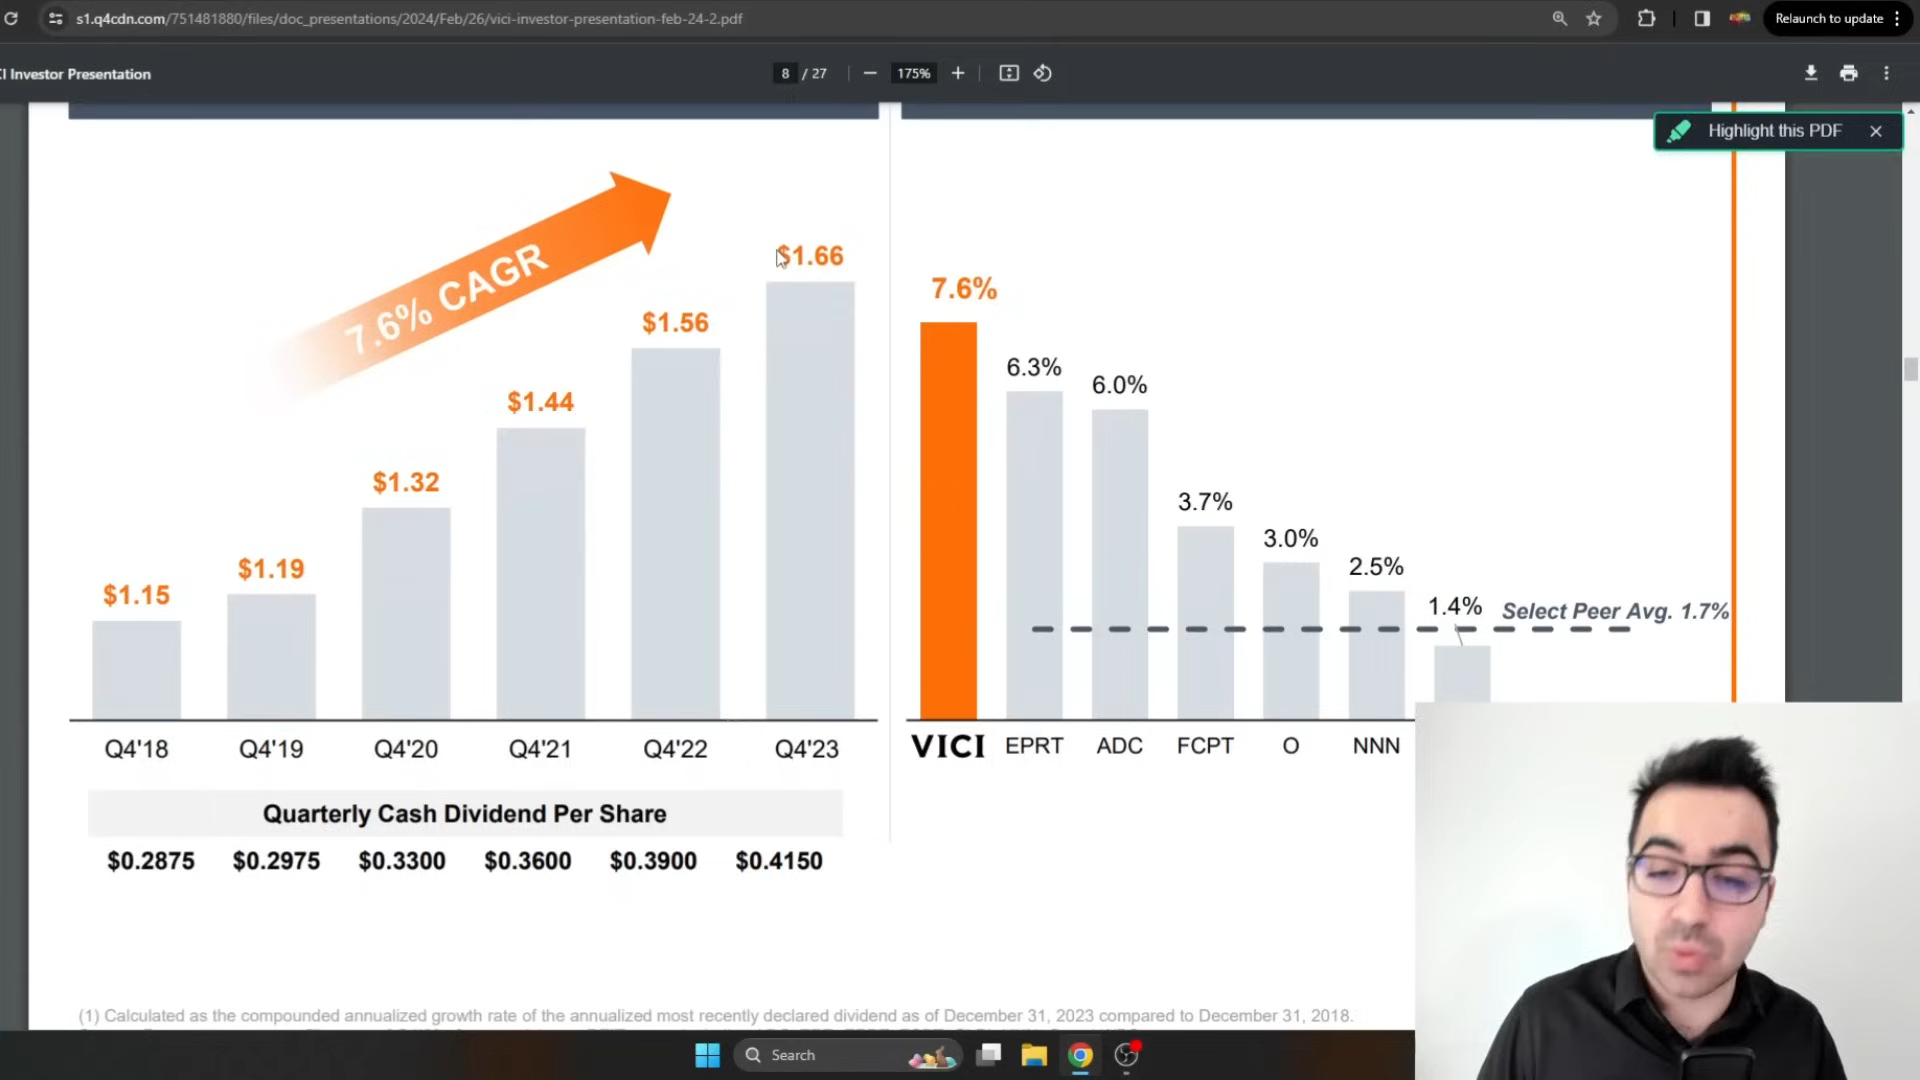 s1.q4cdn.com/751481880/files/doc_presentations/2024/Feb/26/vici-investor-presentation-feb-24-2.pdf
Relaunch to update
CI Investor Presentation
8 / 27
175%
Highlight this PDF
7.6% CAGR
$1.15
$1.19
$1.32
$1.44
$1.56
$1.66
Q4'18 Q4'19 Q4'20 Q4'21 Q4'22 Q4'23
Quarterly Cash Dividend Per Share
$0.2875 $0.2975 $0.3300 $0.3600 $0.3900 $0.4150
7.6%
6.3%
6.0%
3.7%
3.0%
2.5%
1.4%
Select Peer Avg. 1.7%
VICI EPRT ADC FCPT O NNN
(1) Calculated as the compounded annualized growth rate of the annualized most recently declared dividend as of December 31, 2023 compared to December 31, 2018.
Search